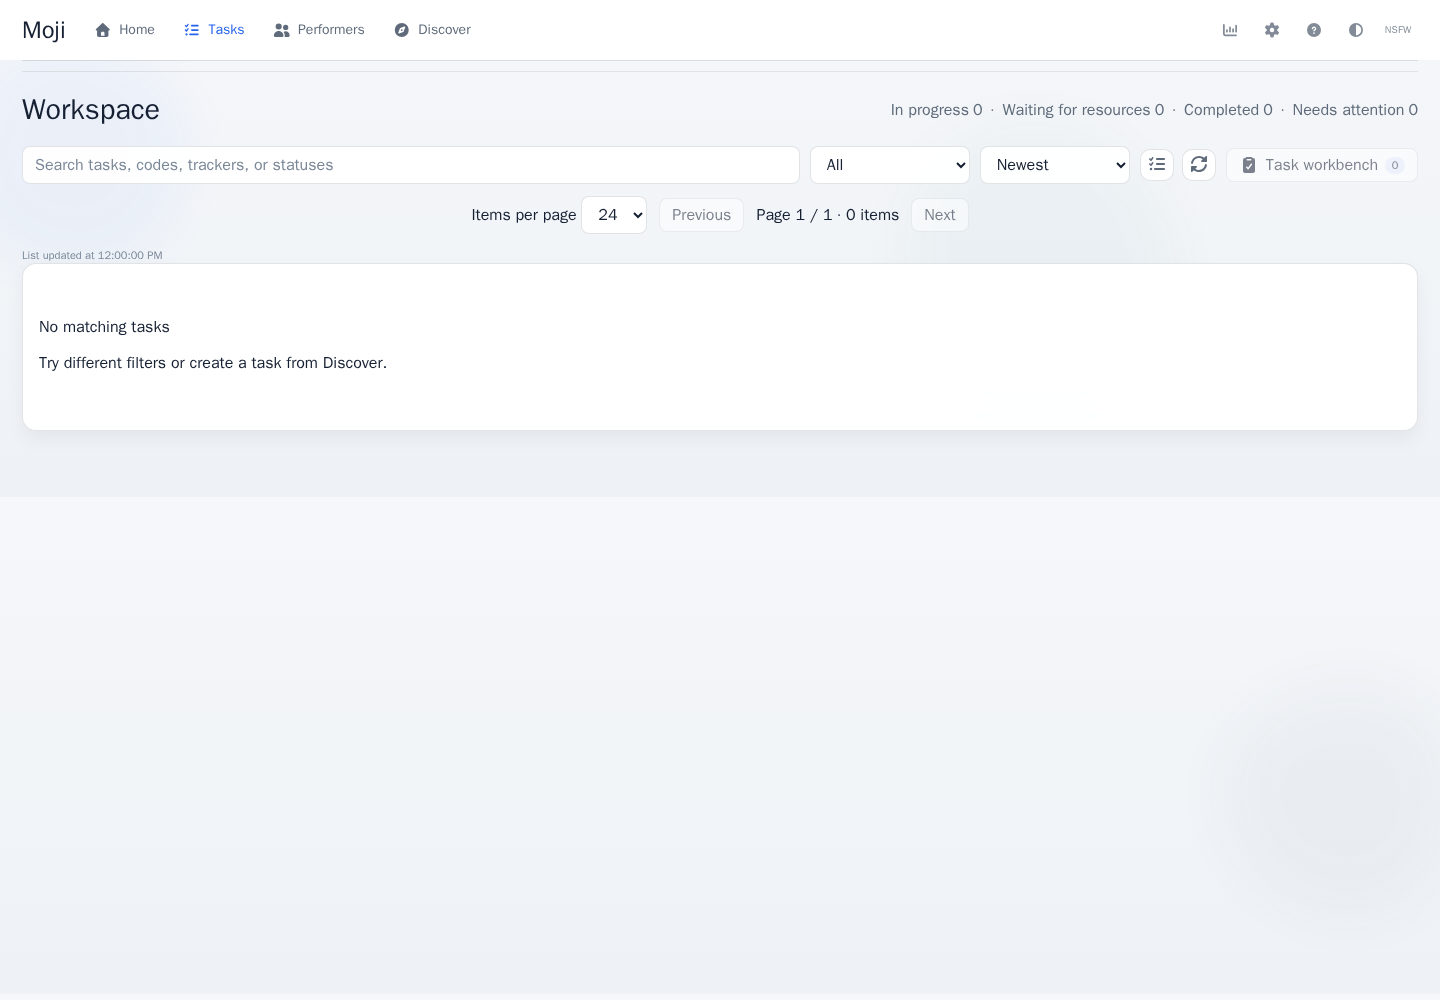 Moji Home Tasks Performers Discover NSFW
Workspace In progress 0 · Waiting for resources 0 · Completed 0 · Needs attention 0
Search tasks, codes, trackers, or statuses All Newest Task workbench 0
Items per page 24 Previous Page 1 / 1 · 0 items Next
List updated at 12:00:00 PM
No matching tasks
Try different filters or create a task from Discover.